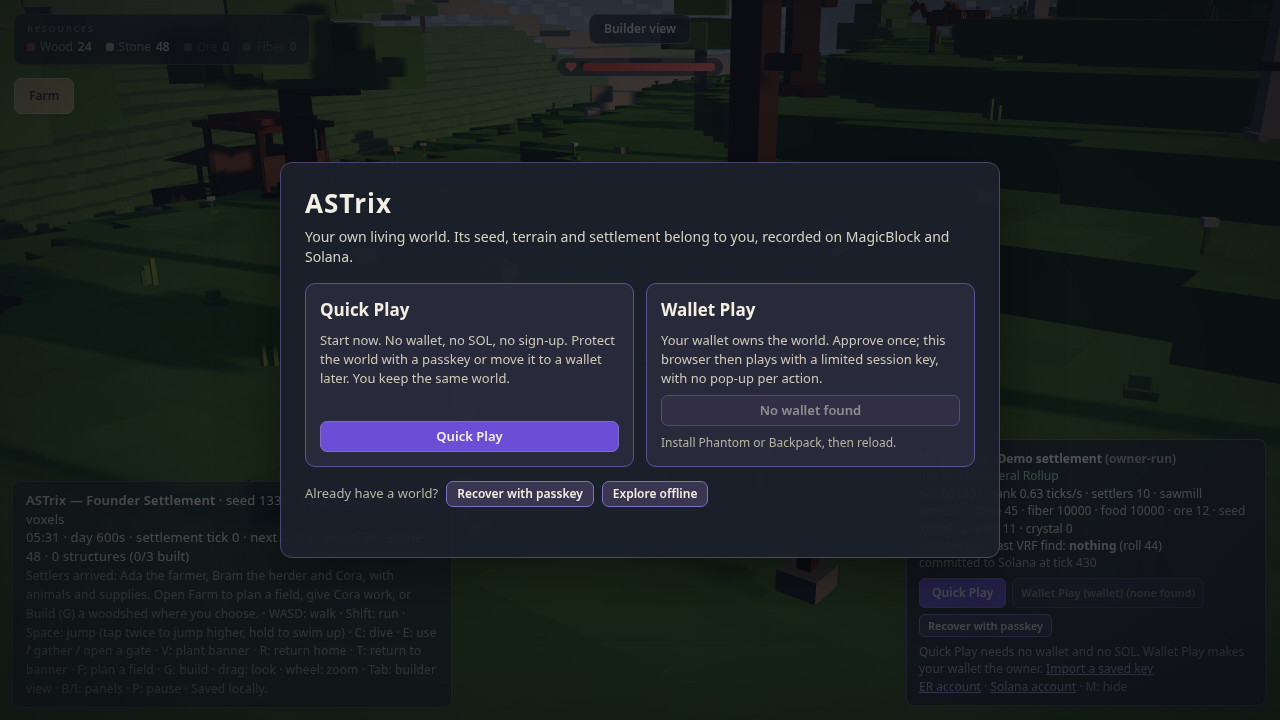 RESOURCES
Wood 24 Stone 48 Ore 0 Fiber 0
Builder view
Farm
ASTrix
Your own living world. Its seed, terrain and settlement belong to you, recorded on MagicBlock and
Solana.
Quick Play
Start now. No wallet, no SOL, no sign-up. Protect
the world with a passkey or move it to a wallet
later. You keep the same world.
Quick Play
Wallet Play
Your wallet owns the world. Approve once; this
browser then plays with a limited session key,
with no pop-up per action.
No wallet found
Install Phantom or Backpack, then reload.
Already have a world? Recover with passkey Explore offline
ASTrix — Founder Settlement · seed 133
voxels
05:31 · day 600s · settlement tick 0 · next
48 · 0 structures (0/3 built)
Settlers arrived: Ada the farmer, Bram the herder and Cora, with
animals and supplies. Open Farm to plan a field, give Cora work, or
Build (G) a woodshed where you choose. · WASD: walk · Shift: run ·
Space: jump (tap twice to jump higher, hold to swim up) · C: dive · E: use
/ gather / open a gate · V: plant banner · R: return home · T: return to
banner · F: plan a field · G: build · drag: look · wheel: zoom · Tab: builder
view · B/I: panels · P: pause · Saved locally.
Demo settlement (owner-run)
eral Rollup
ank 0.63 ticks/s · settlers 10 · sawmill
45 · fiber 10000 · food 10000 · ore 12 · seed
11 · crystal 0
ast VRF find: nothing (roll 44)
committed to Solana at tick 430
Quick Play Wallet Play (wallet) (none found)
Recover with passkey
Quick Play needs no wallet and no SOL. Wallet Play makes
your wallet the owner. Import a saved key
ER account · Solana account · M: hide